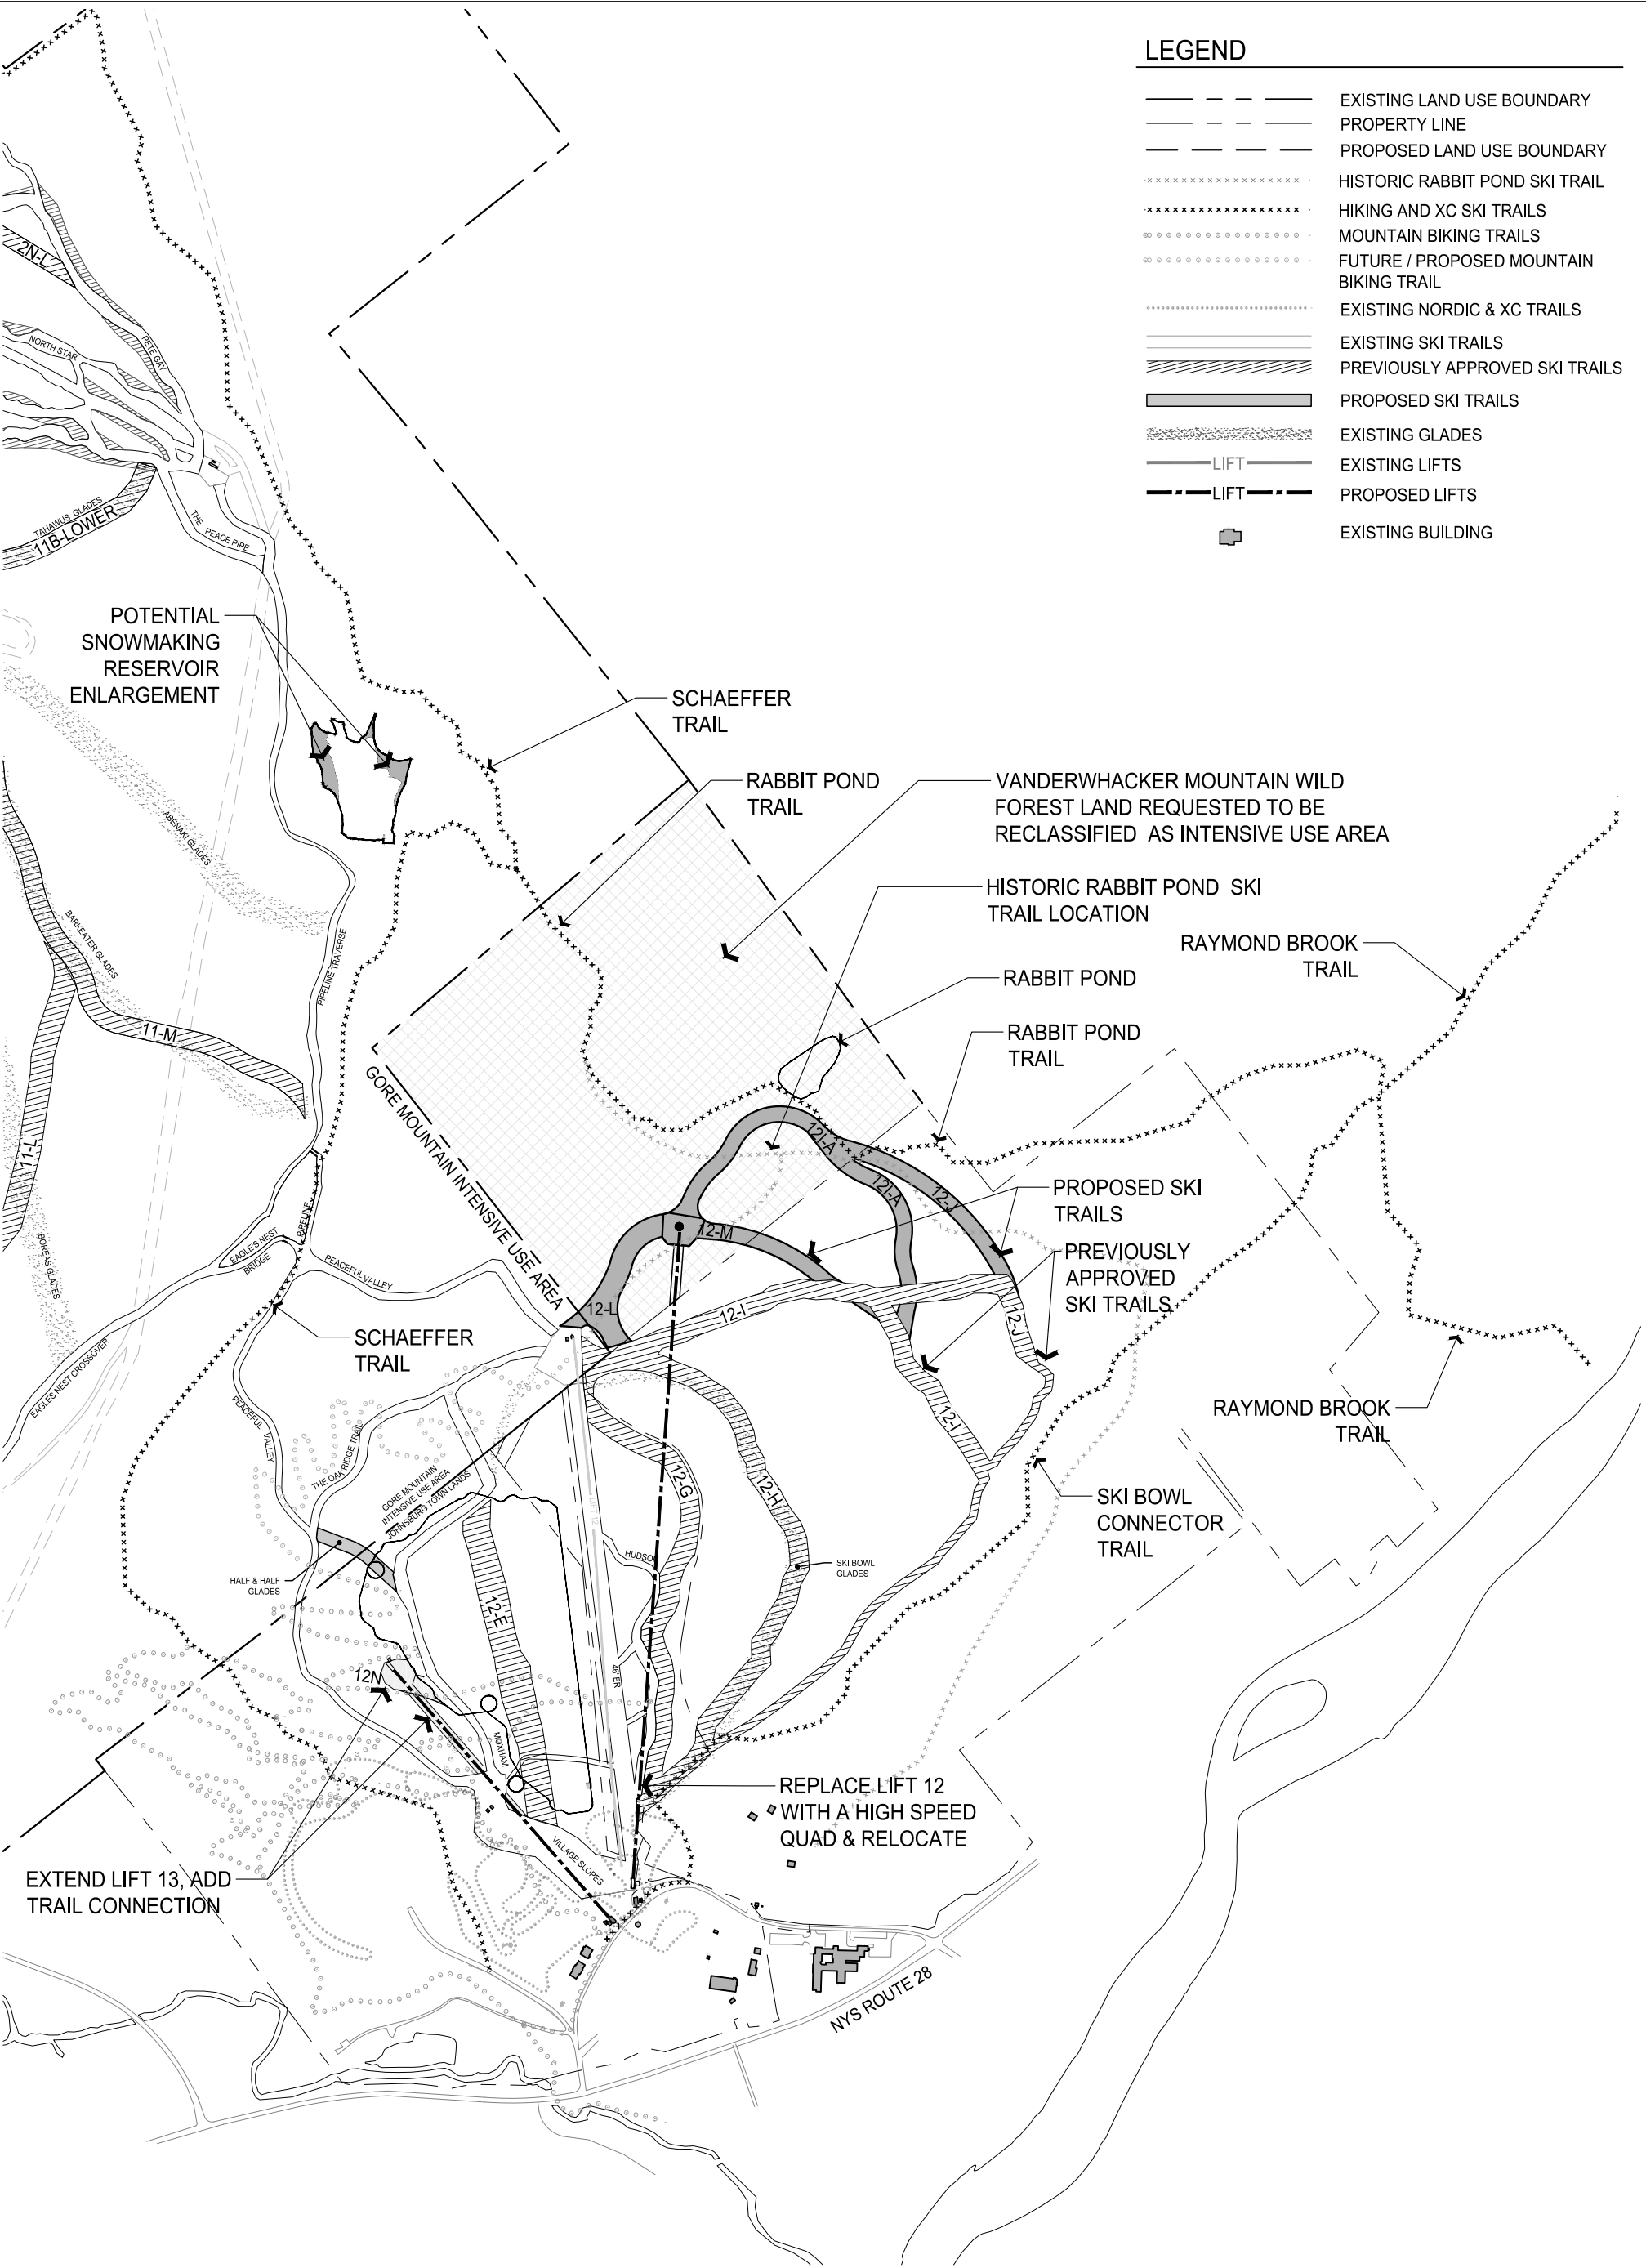 LEGEND
EXISTING LAND USE BOUNDARY
PROPERTY LINE
PROPOSED LAND USE BOUNDARY
HISTORIC RABBIT POND SKI TRAIL
HIKING AND XC SKI TRAILS
MOUNTAIN BIKING TRAILS
FUTURE / PROPOSED MOUNTAIN
BIKING TRAIL
EXISTING NORDIC & XC TRAILS
EXISTING SKI TRAILS
PREVIOUSLY APPROVED SKI TRAILS
PROPOSED SKI TRAILS
EXISTING GLADES
LIFT
EXISTING LIFTS
LIFT
PROPOSED LIFTS
EXISTING BUILDING
2N-L
PETE GAY
NORTH STAR
TAHAWUS GLADES
11B-LOWER
THE PEACE PIPE
POTENTIAL
SNOWMAKING
RESERVOIR
ENLARGEMENT
SCHAEFFER
TRAIL
RABBIT POND
TRAIL
VANDERWHACKER MOUNTAIN WILD
FOREST LAND REQUESTED TO BE
RECLASSIFIED AS INTENSIVE USE AREA
HISTORIC RABBIT POND SKI
TRAIL LOCATION
RAYMOND BROOK
TRAIL
RABBIT POND
RABBIT POND
TRAIL
ABENAKI GLADES
BARKEATER GLADES
PIPELINE TRAVERSE
11-M
11-L
BOREAS GLADES
GORE MOUNTAIN INTENSIVE USE AREA
12I-A
12I-A
12-J
12-M
PROPOSED SKI
TRAILS
PREVIOUSLY
APPROVED
SKI TRAILS
PIPELINE
EAGLE'S NEST
BRIDGE
PEACEFUL VALLEY
12-L
12-I
12-J
SCHAEFFER
TRAIL
EAGLES NEST CROSSOVER
PEACEFUL VALLEY
THE OAK RIDGE TRAIL
GORE MOUNTAIN
INTENSIVE USE AREA
JOHNSBURG TOWN LANDS
12-I
RAYMOND BROOK
TRAIL
12-G
12-H
LIFT 12
SKI BOWL
CONNECTOR
TRAIL
HUDSON
SKI BOWL
GLADES
HALF & HALF
GLADES
12-E
12N
46'ER
MOXHAM
REPLACE LIFT 12
WITH A HIGH SPEED
QUAD & RELOCATE
VILLAGE SLOPES
EXTEND LIFT 13, ADD
TRAIL CONNECTION
NYS ROUTE 28